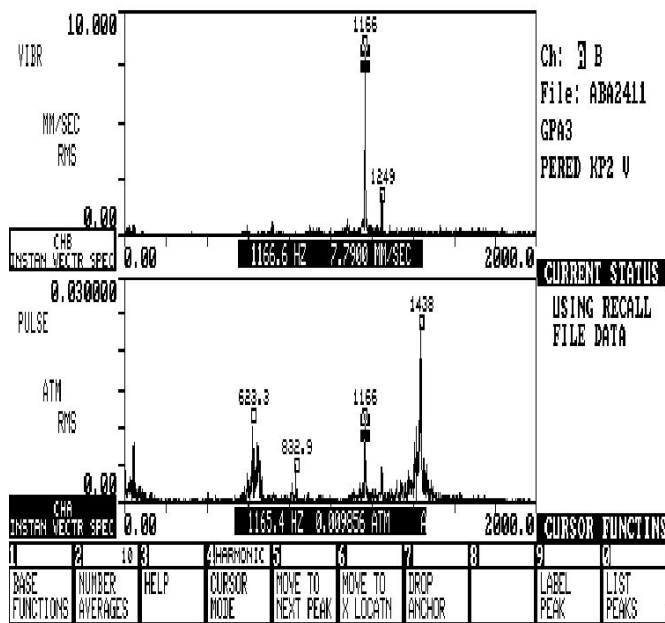 10.000
VIBR
MM/SEC
RMS
0.00
CHB
INSTAN VECTR SPEC
1166
1249
0.00
1166.6 HZ 7.7900 MM/SEC
2000.0
Ch: B
File: ABA2411
GPA3
PERED KP2 V
0.030000
PULSE
ATM
RMS
0.00
CHA
INSTAN VECTR SPEC
623.3
832.9
1166
1438
0.00
1165.4 HZ 0.009856 ATM A
2000.0
CURRENT STATUS
USING RECALL
FILE DATA
CURSOR FUNCTINS
1 BASE FUNCTIONS
2 10 NUMBER AVERAGES
3 HELP
4 HARMONIC CURSOR MODE
5 MOVE TO NEXT PEAK
6 MOVE TO X LOCATN
7 DROP ANCHOR
8
9 LABEL PEAK
0 LIST PEAKS